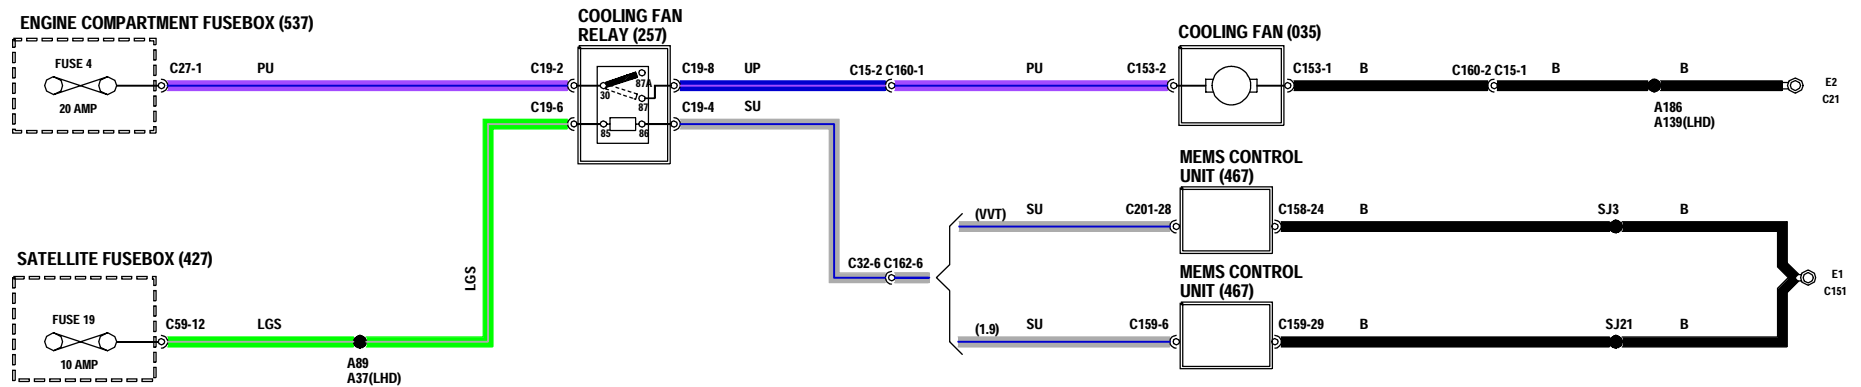 ENGINE COMPARTMENT FUSEBOX (537)
FUSE 4
20 AMP
C27-1
PU
C19-2
COOLING FAN
RELAY (257)
30
87A
87
85
86
C19-6
C19-8
UP
C15-2 C160-1
PU
C153-2
C19-4
SU
COOLING FAN (035)
C153-1
B
C160-2 C15-1
B
B
A186
A139(LHD)
E2
C21
MEMS CONTROL
UNIT (467)
(VVT)
SU
C201-28
C158-24
B
SJ3
B
C32-6 C162-6
E1
C151
MEMS CONTROL
UNIT (467)
(1.9)
SU
C159-6
C159-29
B
SJ21
B
LGS
SATELLITE FUSEBOX (427)
FUSE 19
10 AMP
C59-12
LGS
A89
A37(LHD)